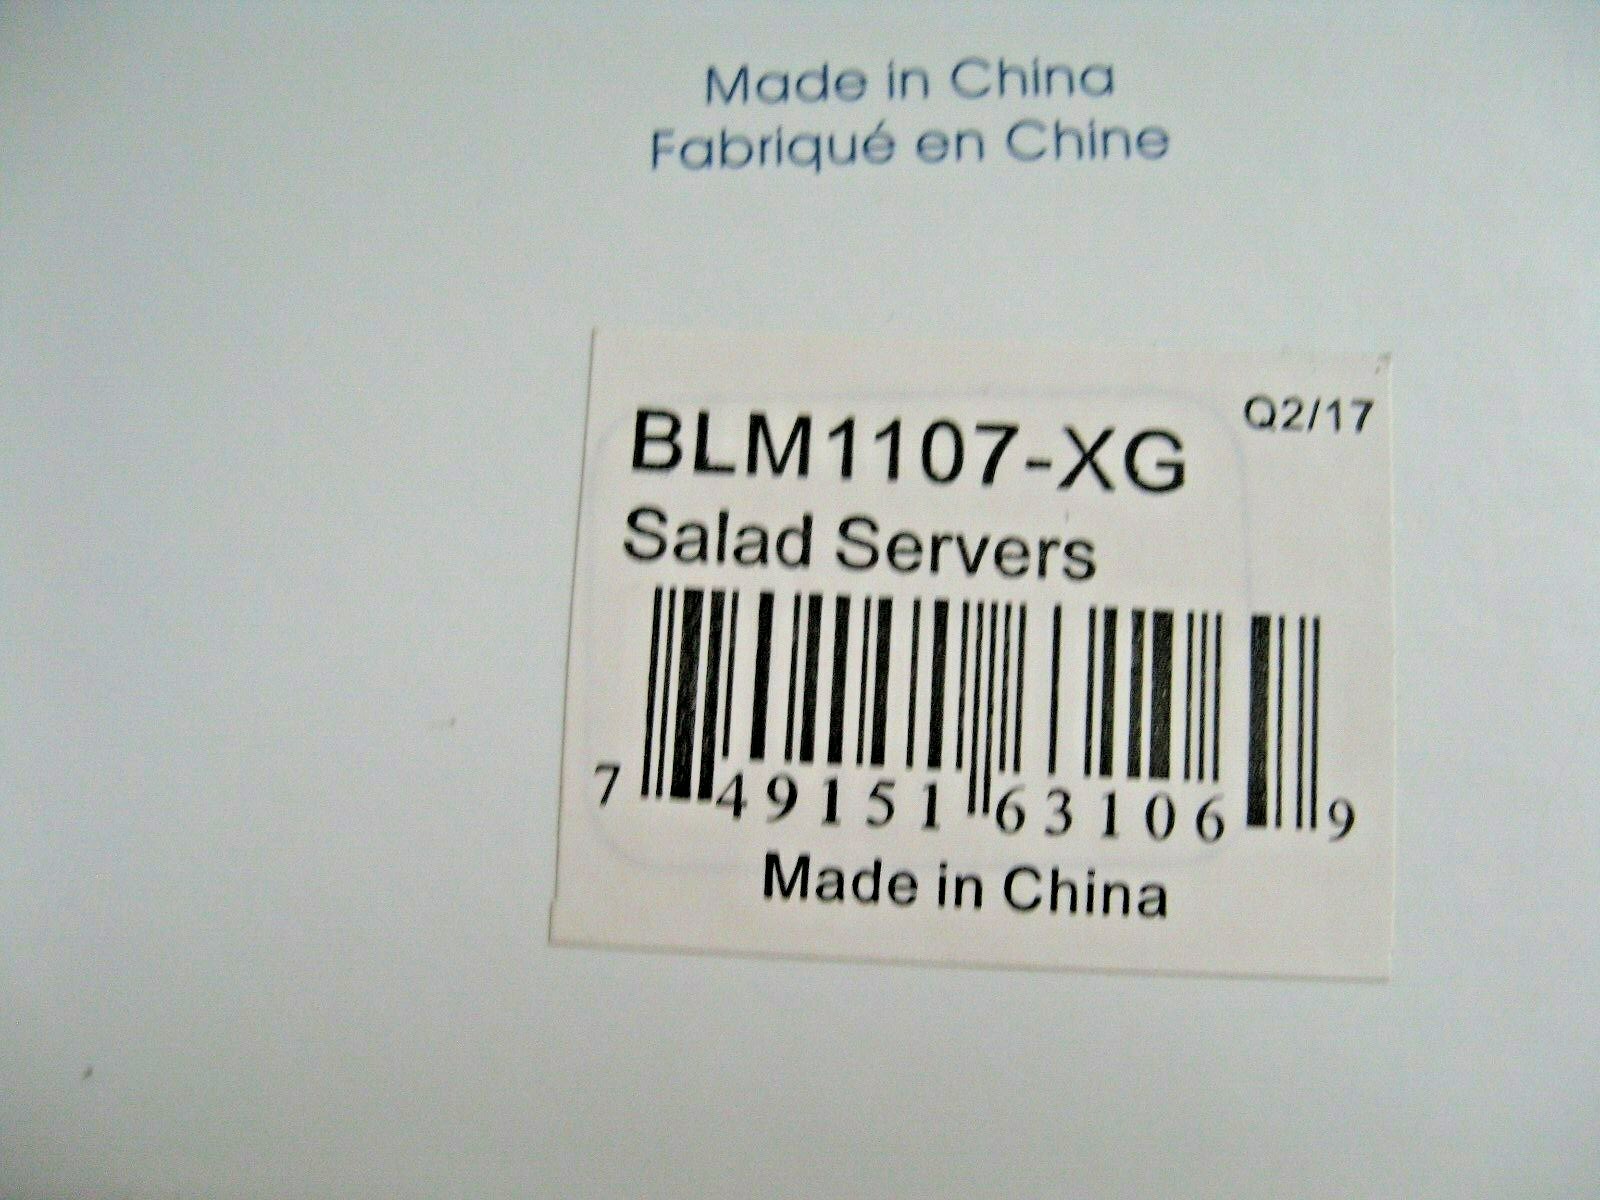 Made in China
Fabriqué en Chine
Q2/17
BLM1107-XG
Salad Servers
7 49151 63106 9
Made in China